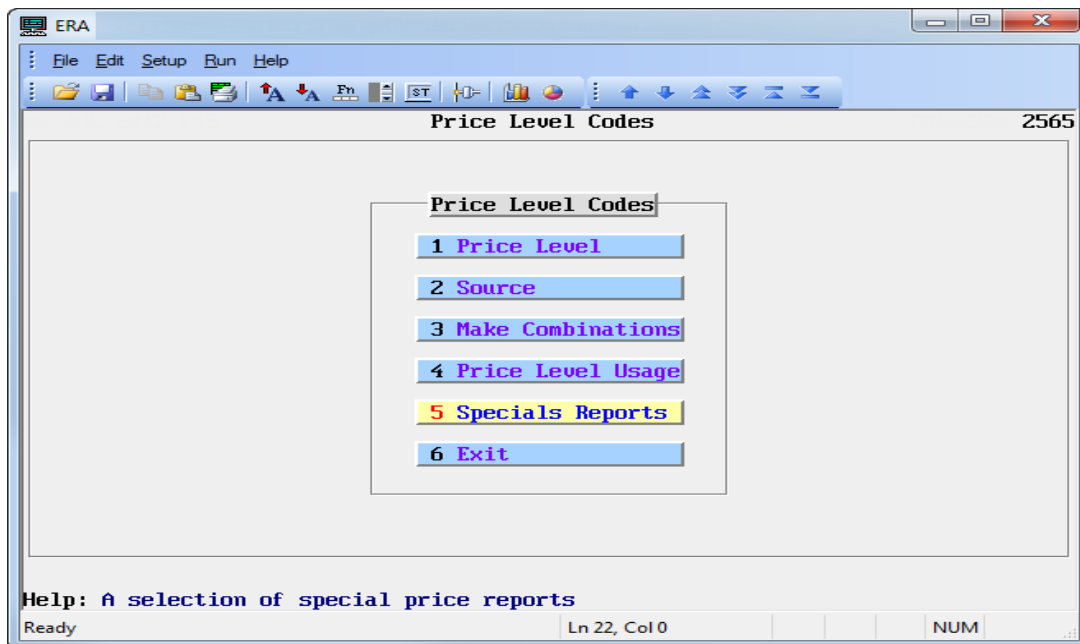 ERA
File Edit Setup Run Help
A A Fn ST
Price Level Codes 2565
Price Level Codes
1 Price Level
2 Source
3 Make Combinations
4 Price Level Usage
5 Specials Reports
6 Exit
Help: A selection of special price reports
Ready Ln 22, Col 0 NUM